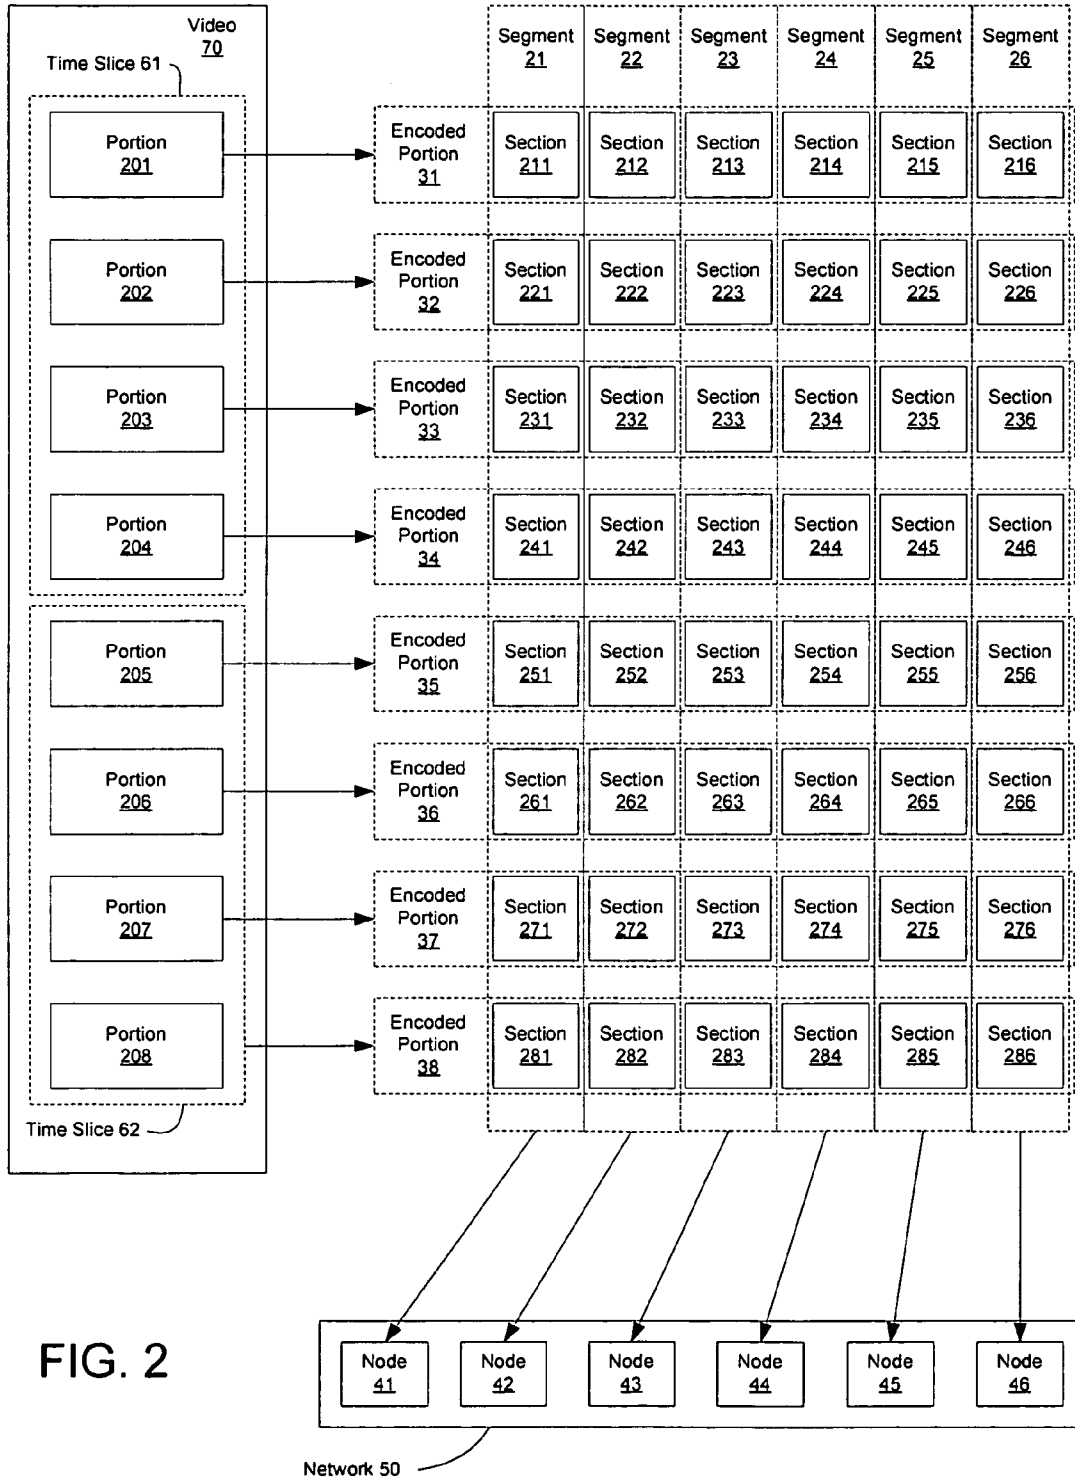 Video
70
Time Slice 61
Segment
21
Segment
22
Segment
23
Segment
24
Segment
25
Segment
26
Portion
201
Encoded
Portion
31
Section
211
Section
212
Section
213
Section
214
Section
215
Section
216
Portion
202
Encoded
Portion
32
Section
221
Section
222
Section
223
Section
224
Section
225
Section
226
Portion
203
Encoded
Portion
33
Section
231
Section
232
Section
233
Section
234
Section
235
Section
236
Portion
204
Encoded
Portion
34
Section
241
Section
242
Section
243
Section
244
Section
245
Section
246
Portion
205
Encoded
Portion
35
Section
251
Section
252
Section
253
Section
254
Section
255
Section
256
Portion
206
Encoded
Portion
36
Section
261
Section
262
Section
263
Section
264
Section
265
Section
266
Portion
207
Encoded
Portion
37
Section
271
Section
272
Section
273
Section
274
Section
275
Section
276
Portion
208
Encoded
Portion
38
Section
281
Section
282
Section
283
Section
284
Section
285
Section
286
Time Slice 62
FIG. 2
Node
41
Node
42
Node
43
Node
44
Node
45
Node
46
Network 50